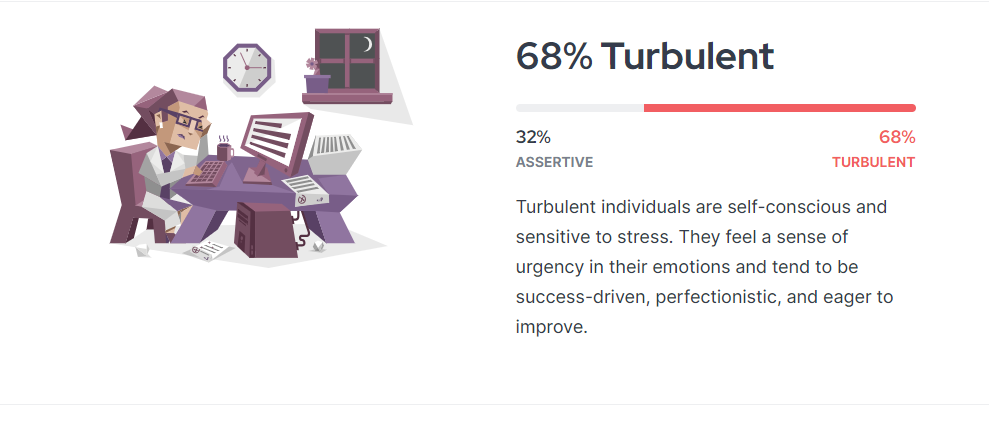 68% Turbulent
32%
68%
ASSERTIVE
TURBULENT
Turbulent individuals are self-conscious and
sensitive to stress. They feel a sense of
urgency in their emotions and tend to be
success-driven, perfectionistic, and eager to
improve.